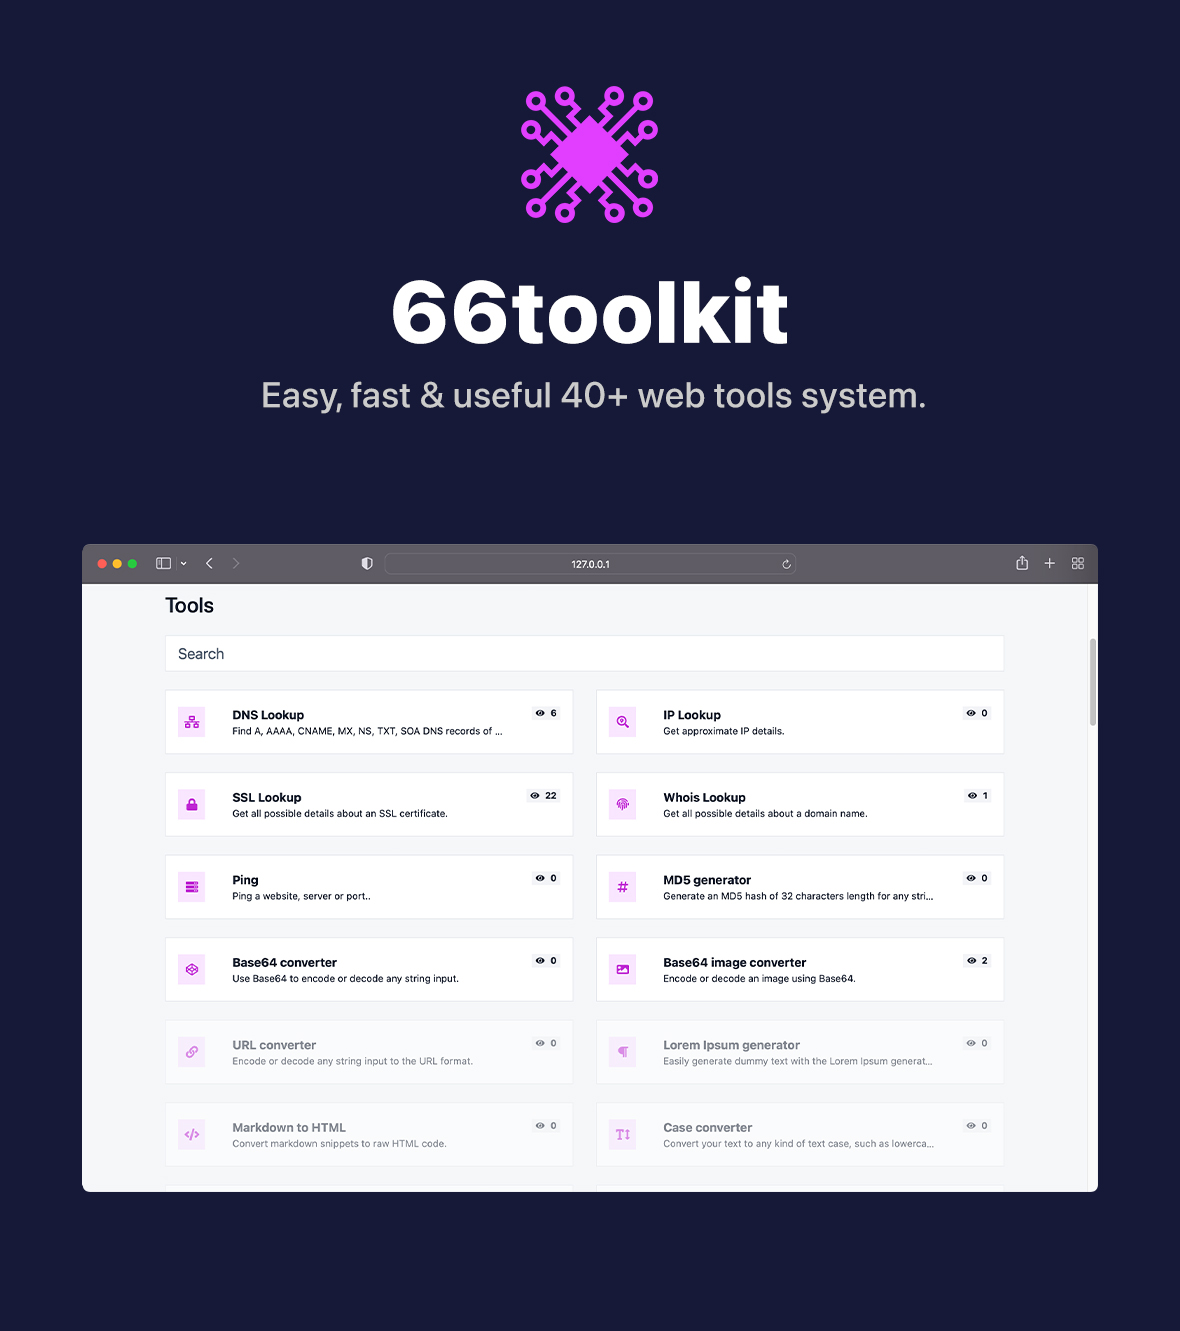 66toolkit
Easy, fast & useful 40+ web tools system.
127.0.0.1
Tools
Search
DNS Lookup
6
Find A, AAAA, CNAME, MX, NS, TXT, SOA DNS records of ...
IP Lookup
0
Get approximate IP details.
SSL Lookup
22
Get all possible details about an SSL certificate.
Whois Lookup
1
Get all possible details about a domain name.
Ping
0
Ping a website, server or port..
MD5 generator
0
Generate an MD5 hash of 32 characters length for any stri...
Base64 converter
0
Use Base64 to encode or decode any string input.
Base64 image converter
2
Encode or decode an image using Base64.
URL converter
0
Encode or decode any string input to the URL format.
Lorem Ipsum generator
0
Easily generate dummy text with the Lorem Ipsum generat...
Markdown to HTML
0
Convert markdown snippets to raw HTML code.
Case converter
0
Convert your text to any kind of text case, such as lowerca...